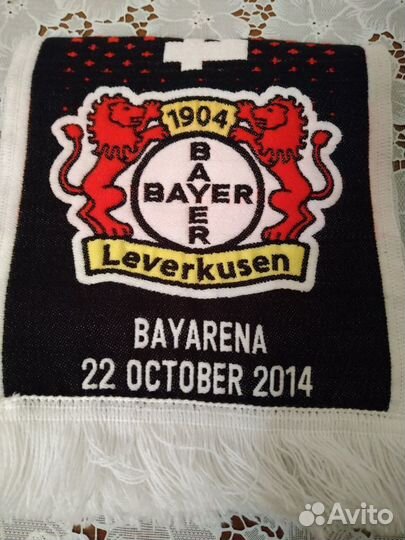 1904
BAYER
BAYER
Leverkusen
BAYARENA
22 OCTOBER 2014
Avito